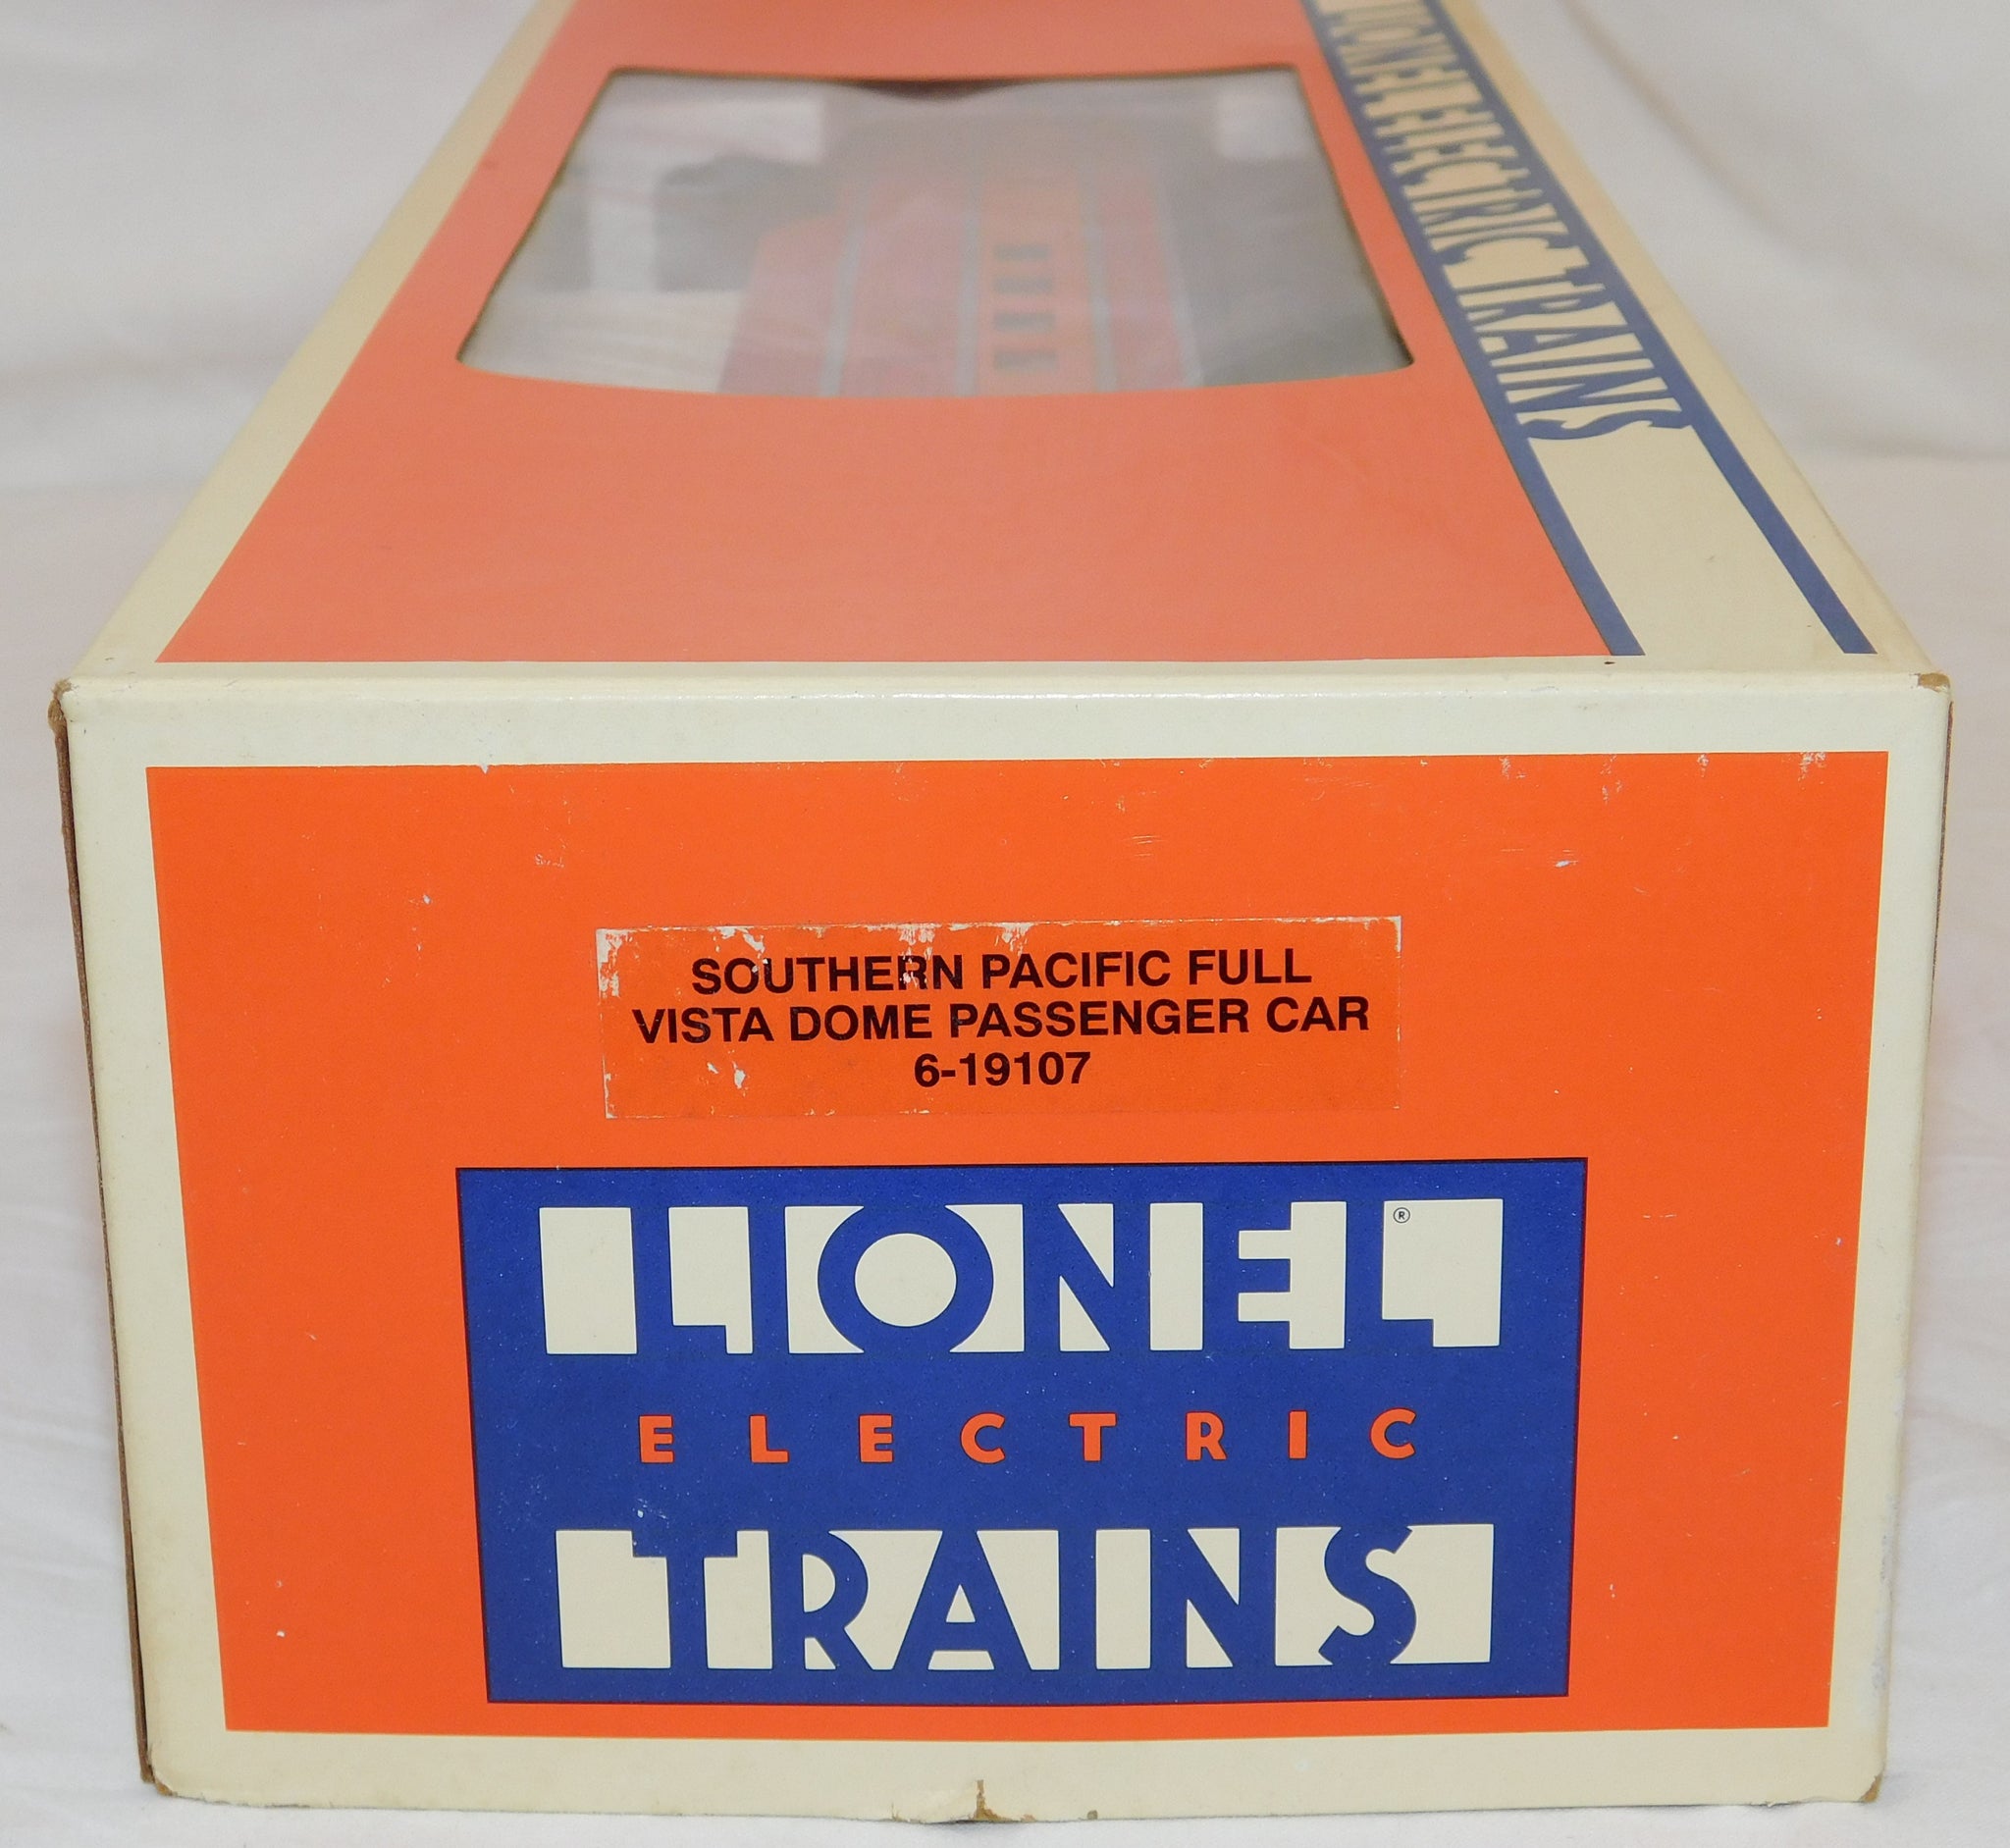 LIONEL ELECTRIC TRAINS
SOUTHERN PACIFIC FULL
VISTA DOME PASSENGER CAR
6-19107
LIONEL®
ELECTRIC
TRAINS